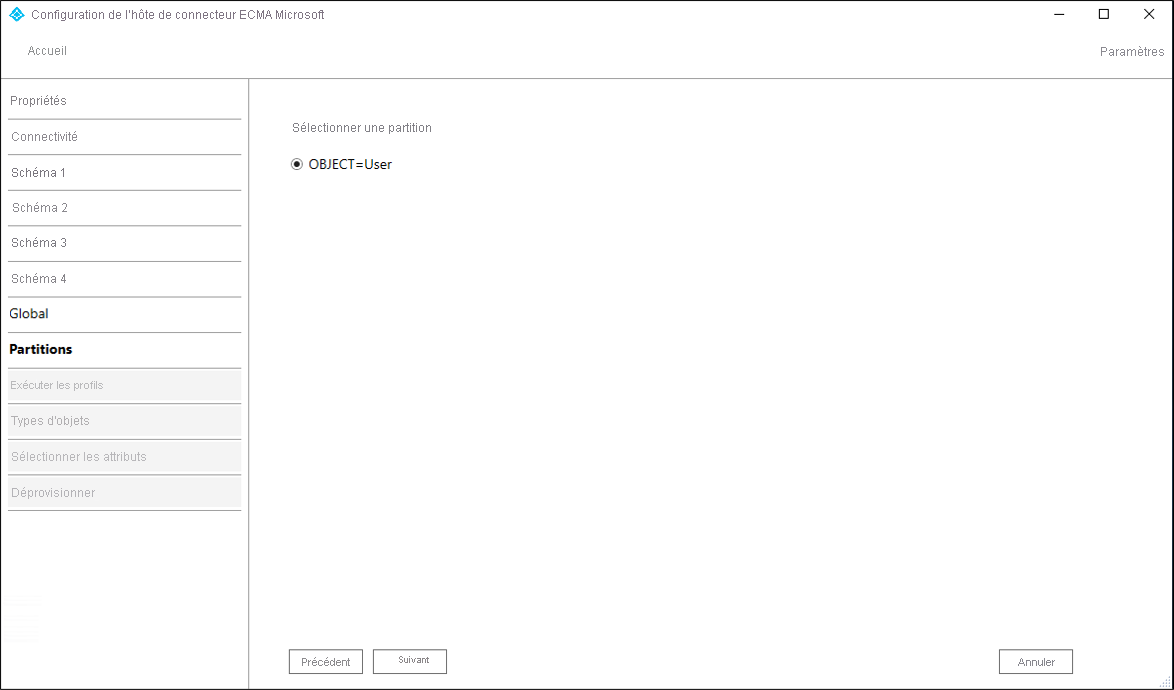 Configuration de l'hôte de connecteur ECMA Microsoft
Accueil
Paramètres
Propriétés
Connectivité
Schéma 1
Schéma 2
Schéma 3
Schéma 4
Global
Partitions
Exécuter les profils
Types d'objets
Sélectionner les attributs
Déprovisionner
Sélectionner une partition
OBJECT=User
Précédent
Suivant
Annuler